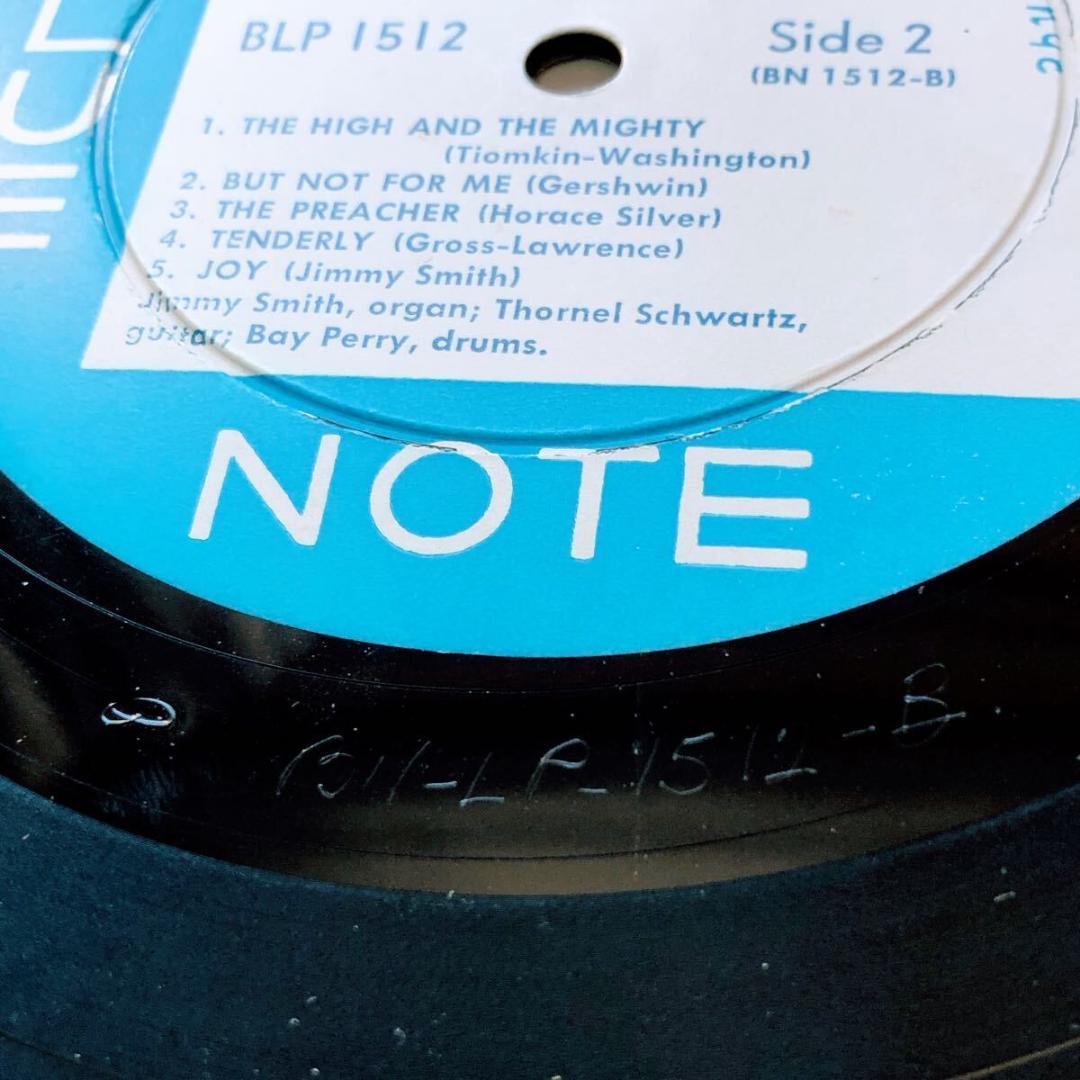 BLP 1512
Side 2
(BN 1512-B)
1. THE HIGH AND THE MIGHTY
(Tiomkin-Washington)
2. BUT NOT FOR ME (Gershwin)
3. THE PREACHER (Horace Silver)
4. TENDERLY (Gross-Lawrence)
5. JOY (Jimmy Smith)
Jimmy Smith, organ; Thornel Schwartz,
guitar; Bay Perry, drums.
NOTE
BN-LP-1512-B